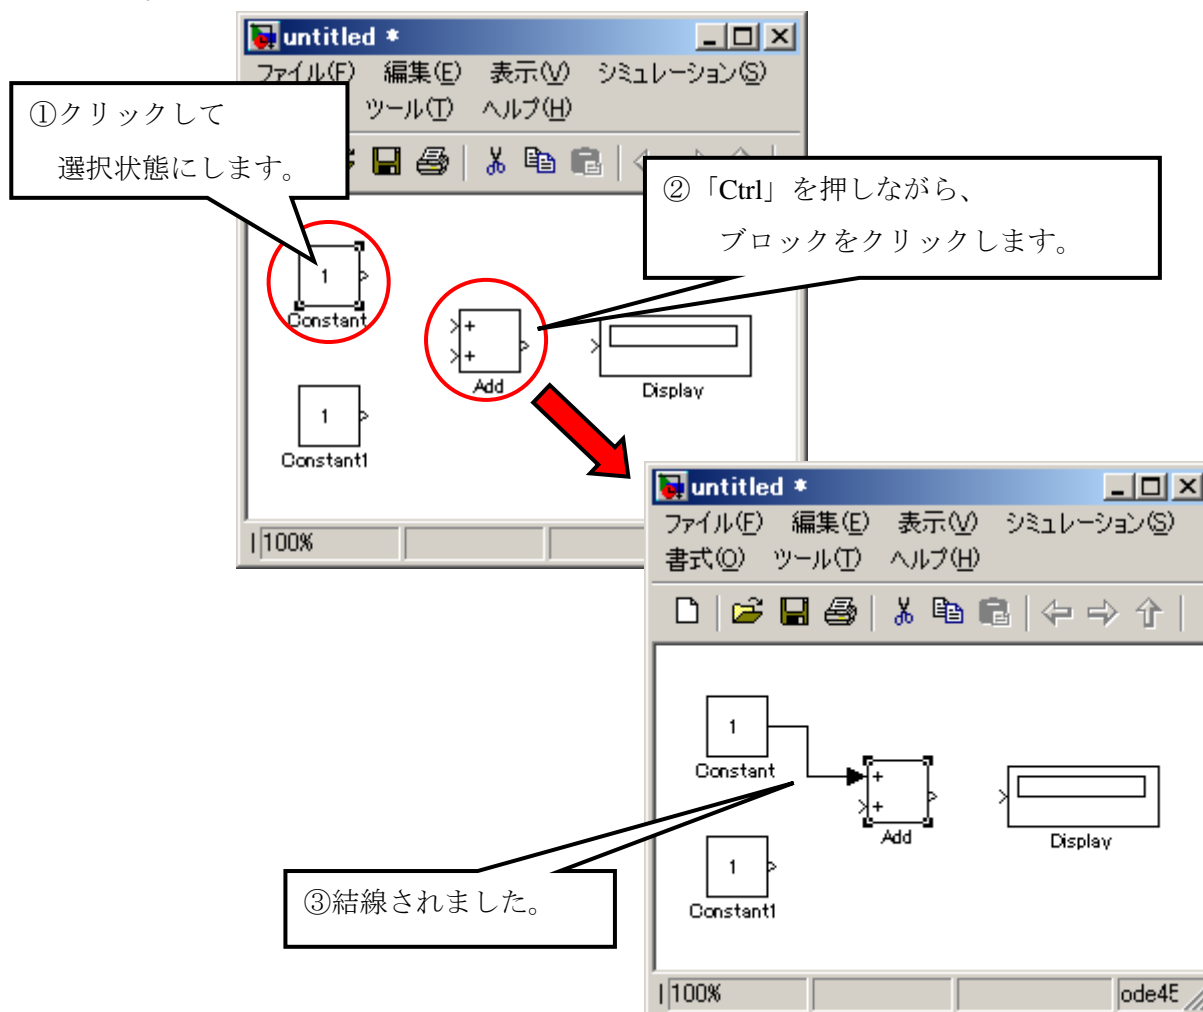 untitled *
ファイル(F) 編集(E) 表示(V) シミュレーション(S)
ツール(T) ヘルプ(H)
①クリックして
選択状態にします。
②「Ctrl」を押しながら、
ブロックをクリックします。
1
Constant
+
+
Add
Display
1
Constant1
100%
untitled *
ファイル(F) 編集(E) 表示(V) シミュレーション(S)
書式(O) ツール(T) ヘルプ(H)
1
Constant
+
+
Add
Display
1
Constant1
③結線されました。
100%
ode45